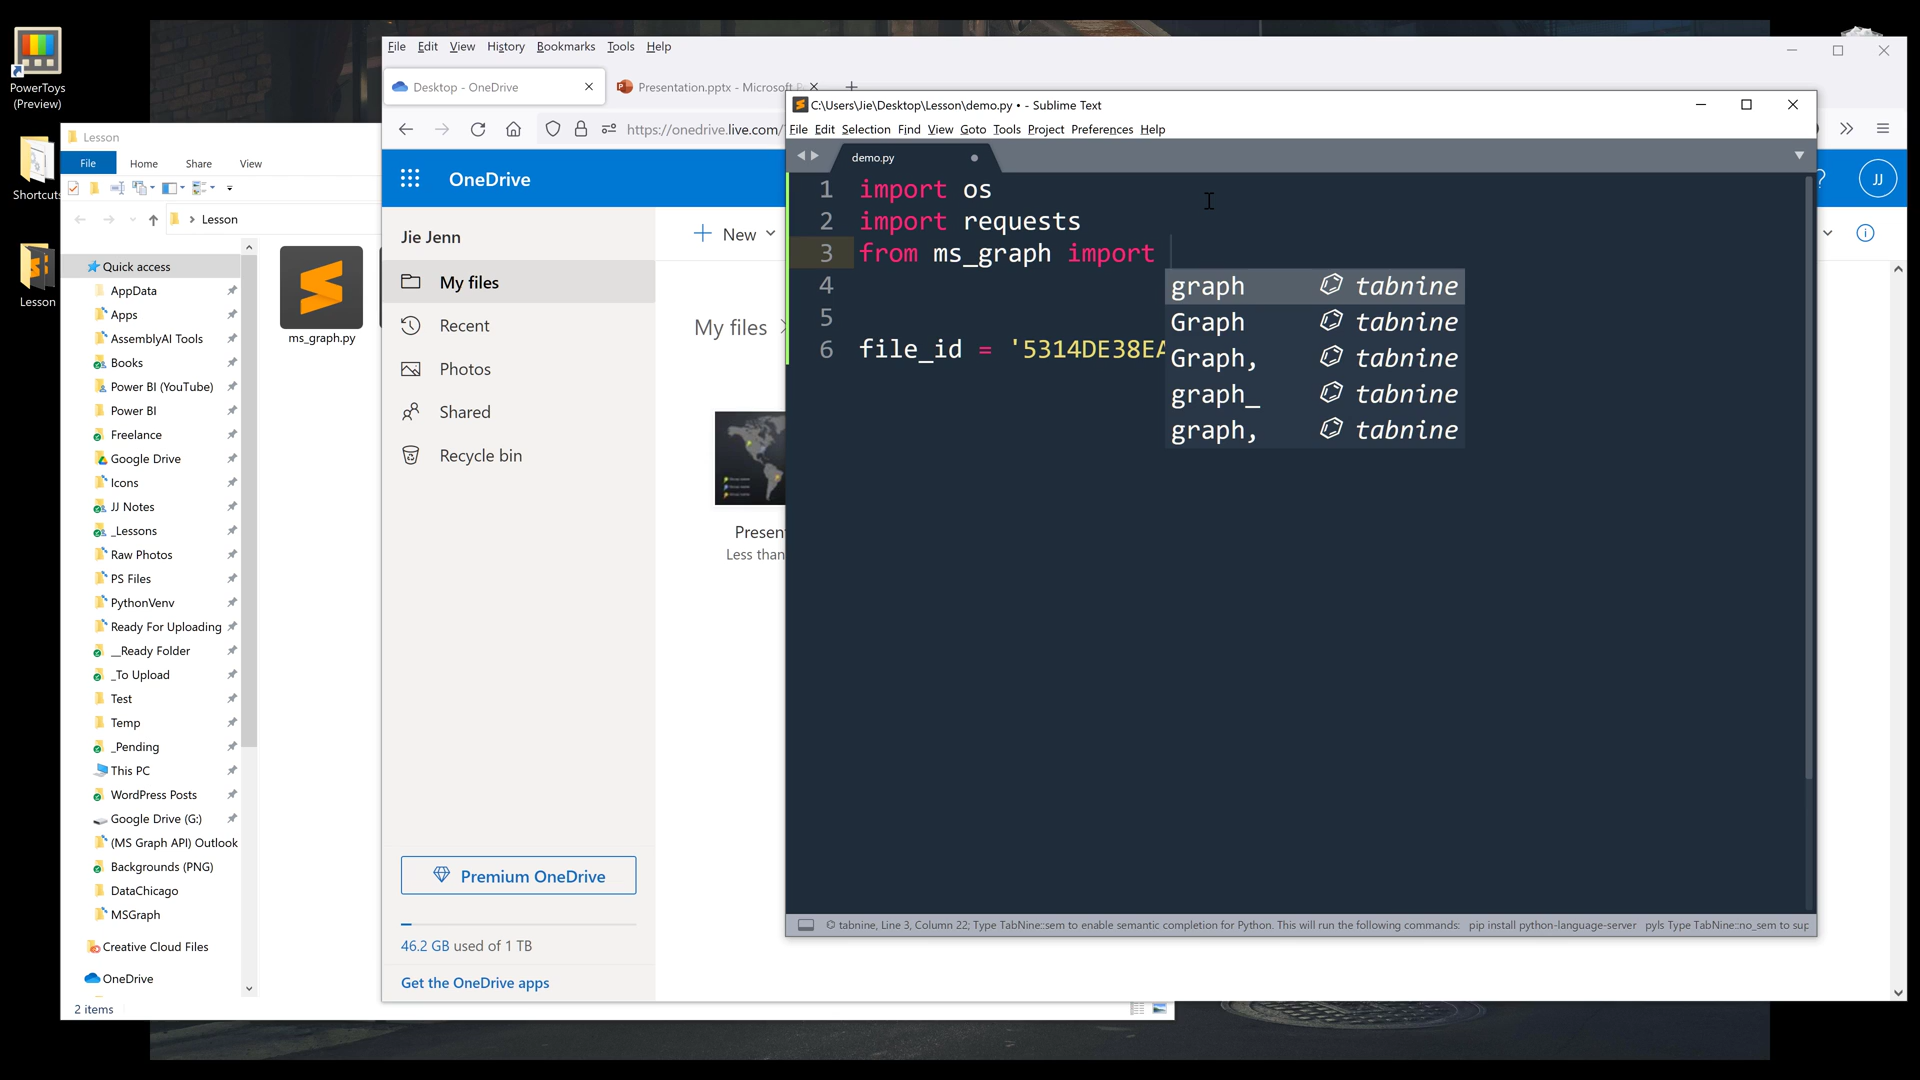 PowerToys
(Preview)
Shortcuts
Lesson
Lesson
File
Home
Share
View
Lesson
Quick access
AppData
Apps
AssemblyAI Tools
Books
Power BI (YouTube)
Power BI
Freelance
Google Drive
Icons
JJ Notes
_Lessons
Raw Photos
PS Files
PythonVenv
Ready For Uploading
__Ready Folder
_To Upload
Test
Temp
_Pending
This PC
WordPress Posts
Google Drive (G:)
(MS Graph API) Outlook
Backgrounds (PNG)
DataChicago
MSGraph
Creative Cloud Files
OneDrive
2 items
ms_graph.py
File Edit View History Bookmarks Tools Help
Desktop - OneDrive
Presentation.pptx - Microsoft
https://onedrive.live.com/
OneDrive
JJ
Jie Jenn
My files
Recent
Photos
Shared
Recycle bin
Premium OneDrive
46.2 GB used of 1 TB
Get the OneDrive apps
New
My files
Presen
Less than
C:\Users\Jie\Desktop\Lesson\demo.py • - Sublime Text
File Edit Selection Find View Goto Tools Project Preferences Help
demo.py
1 import os
2 import requests
3 from ms_graph import
4
5
6 file_id = '5314DE38EA
graph tabnine
Graph tabnine
Graph, tabnine
graph_ tabnine
graph, tabnine
tabnine, Line 3, Column 22; Type TabNine::sem to enable semantic completion for Python. This will run the following commands: pip install python-language-server pyls Type TabNine::no_sem to sup